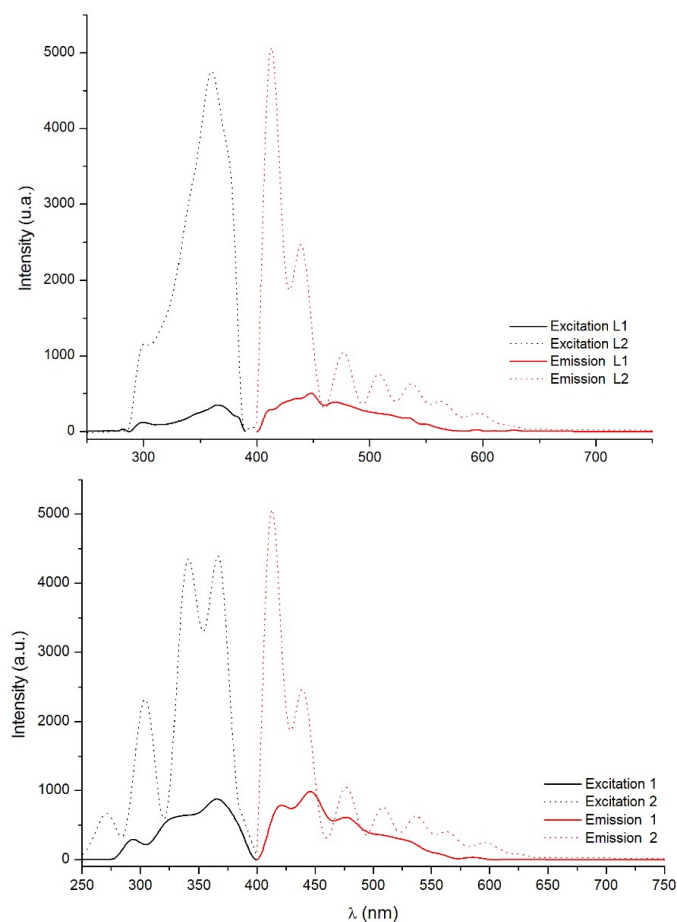 5000
4000
3000
2000
1000
0
Intensity (u.a.)
Excitation L1
Excitation L2
Emission L1
Emission L2
300 400 500 600 700
5000
4000
3000
2000
1000
0
Intensity (a.u.)
Excitation 1
Excitation 2
Emission 1
Emission 2
250 300 350 400 450 500 550 600 650 700 750
λ (nm)